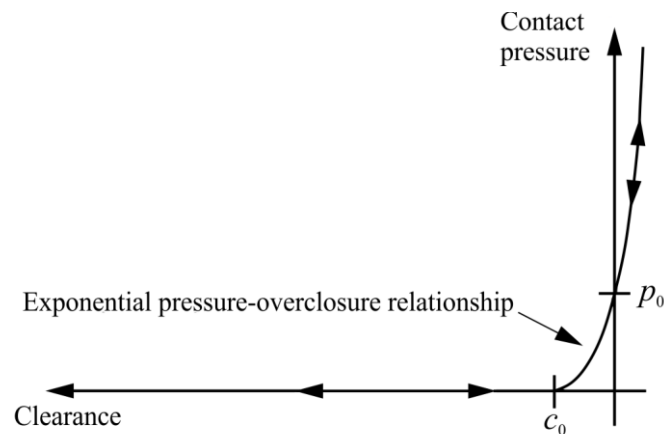 Contact
pressure
Exponential pressure-overclosure relationship
p₀
Clearance
c₀